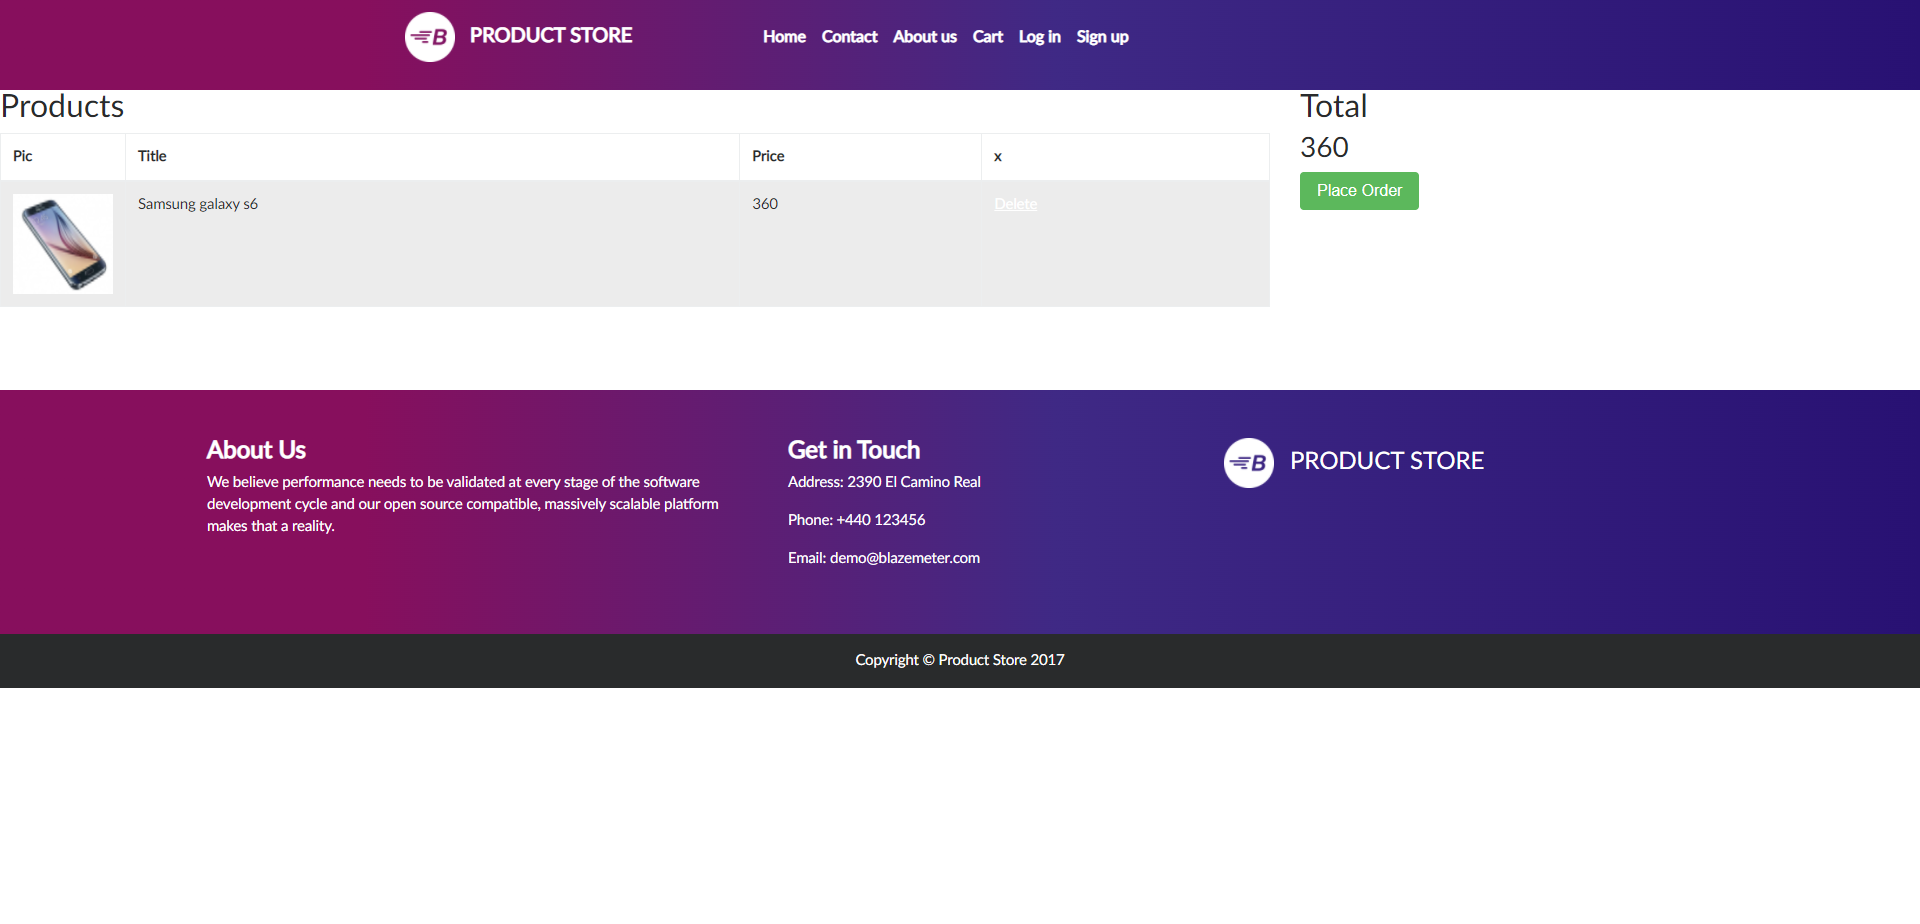 B PRODUCT STORE Home Contact About us Cart Log in Sign up
Products
Total
360
Place Order
Pic Title Price x
Samsung galaxy s6 360 Delete
About Us
We believe performance needs to be validated at every stage of the software
development cycle and our open source compatible, massively scalable platform
makes that a reality.
Get in Touch
Address: 2390 El Camino Real
Phone: +440 123456
Email: demo@blazemeter.com
B PRODUCT STORE
Copyright © Product Store 2017